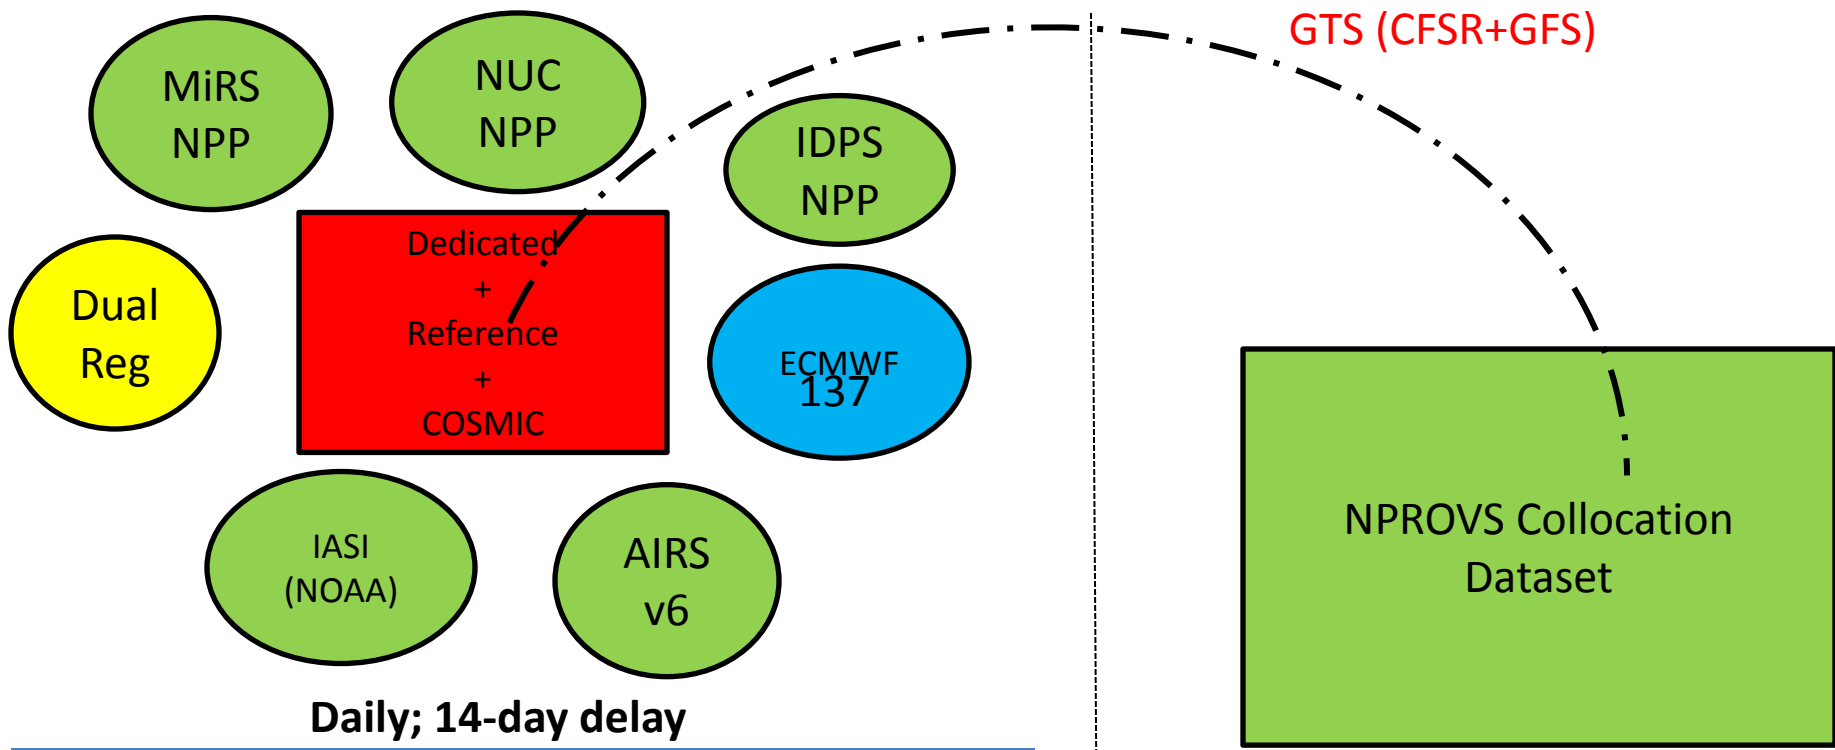 GTS (CFSR+GFS)
MiRS
NPP
NUC
NPP
IDPS
NPP
Dedicated
+
Reference
+
COSMIC
Dual
Reg
ECMWF
137
IASI
(NOAA)
AIRS
v6
Daily; 14-day delay
NPROVS Collocation
Dataset